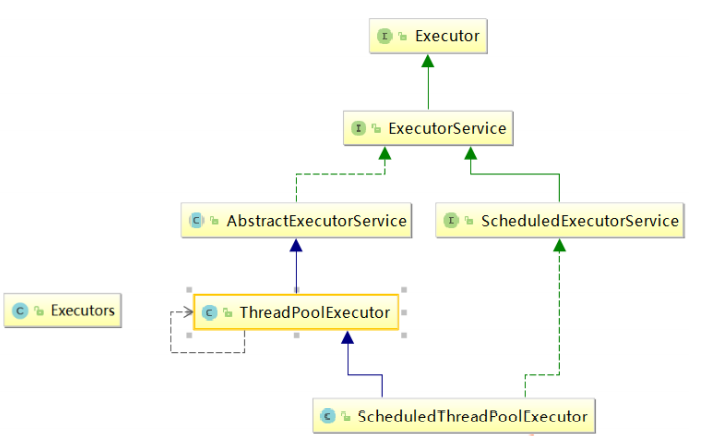 I Executor
I ExecutorService
C AbstractExecutorService
I ScheduledExecutorService
C Executors
C ThreadPoolExecutor
C ScheduledThreadPoolExecutor